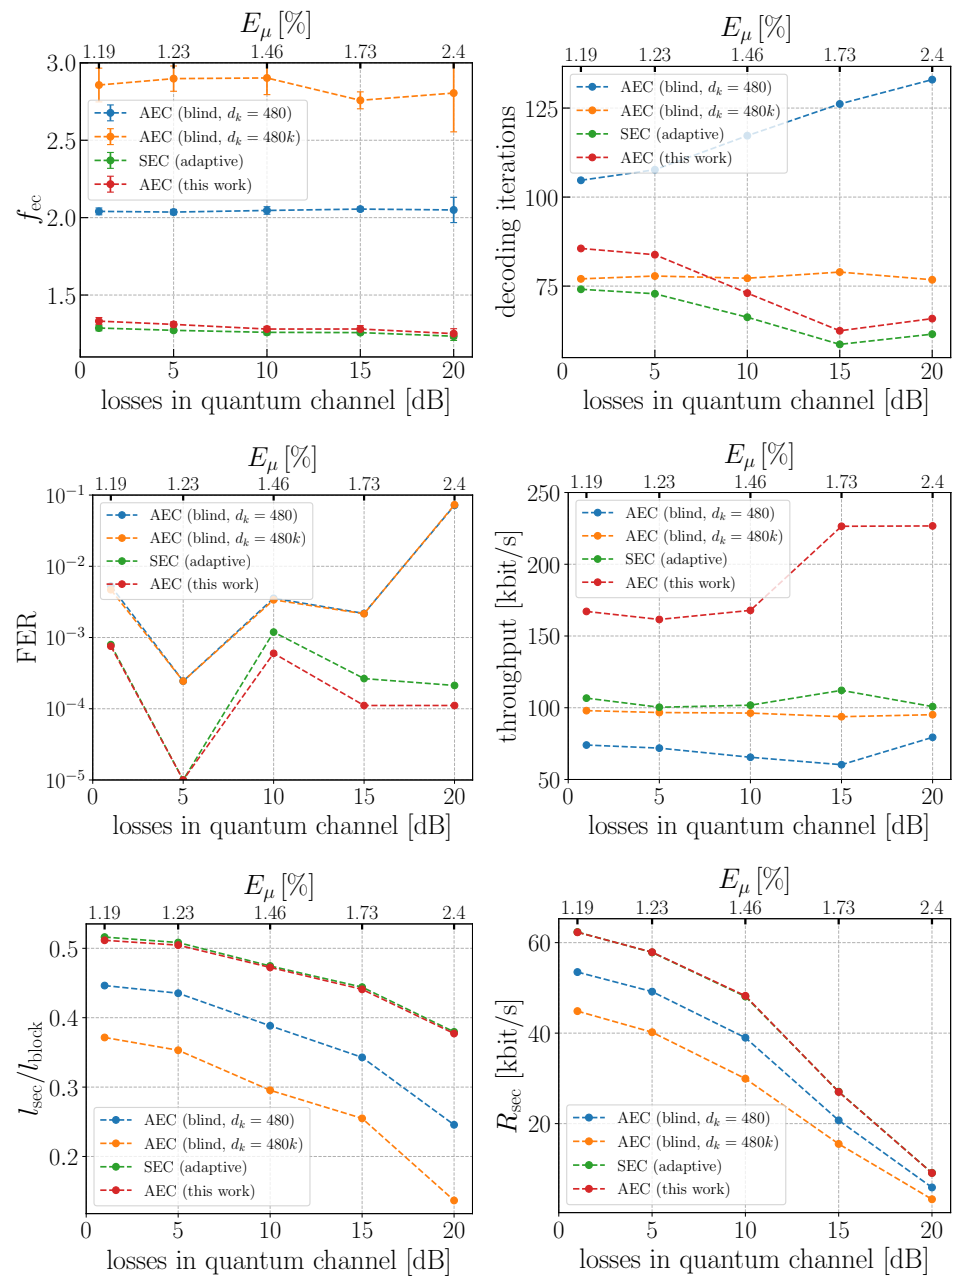 E_μ [%]
1.19 1.23 1.46 1.73 2.4
3.0
2.5
2.0
1.5
f_ec
AEC (blind, d_k = 480)
AEC (blind, d_k = 480k)
SEC (adaptive)
AEC (this work)
0 5 10 15 20
losses in quantum channel [dB]
E_μ [%]
1.19 1.23 1.46 1.73 2.4
125
100
75
decoding iterations
AEC (blind, d_k = 480)
AEC (blind, d_k = 480k)
SEC (adaptive)
AEC (this work)
0 5 10 15 20
losses in quantum channel [dB]
E_μ [%]
1.19 1.23 1.46 1.73 2.4
10⁻¹
10⁻²
10⁻³
10⁻⁴
10⁻⁵
FER
AEC (blind, d_k = 480)
AEC (blind, d_k = 480k)
SEC (adaptive)
AEC (this work)
0 5 10 15 20
losses in quantum channel [dB]
E_μ [%]
1.19 1.23 1.46 1.73 2.4
250
200
150
100
50
throughput [kbit/s]
AEC (blind, d_k = 480)
AEC (blind, d_k = 480k)
SEC (adaptive)
AEC (this work)
0 5 10 15 20
losses in quantum channel [dB]
E_μ [%]
1.19 1.23 1.46 1.73 2.4
0.5
0.4
0.3
0.2
l_sec/l_block
AEC (blind, d_k = 480)
AEC (blind, d_k = 480k)
SEC (adaptive)
AEC (this work)
0 5 10 15 20
losses in quantum channel [dB]
E_μ [%]
1.19 1.23 1.46 1.73 2.4
60
40
20
R_sec [kbit/s]
AEC (blind, d_k = 480)
AEC (blind, d_k = 480k)
SEC (adaptive)
AEC (this work)
0 5 10 15 20
losses in quantum channel [dB]